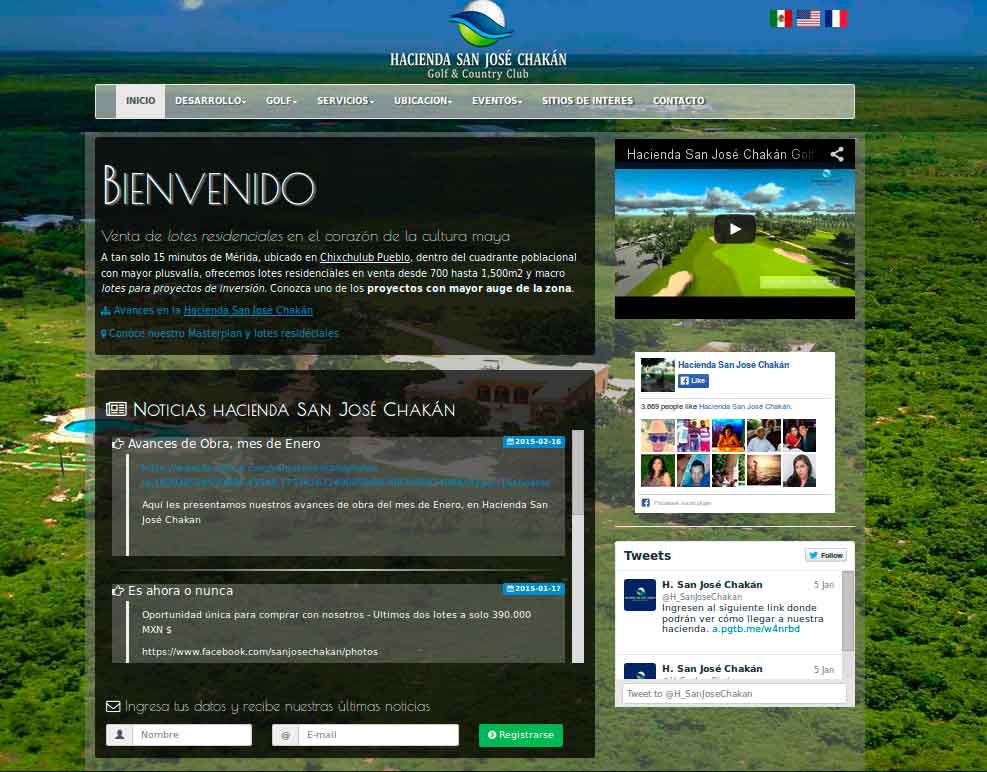 HACIENDA SAN JOSÉ CHAKÁN
Golf & Country Club
INICIO DESARROLLO GOLF SERVICIOS UBICACION EVENTOS SITIOS DE INTERES CONTACTO
BIENVENIDO
Venta de lotes residenciales en el corazón de la cultura maya
A tan solo 15 minutos de Mérida, ubicado en Chixchulub Pueblo, dentro del cuadrante poblacional
con mayor plusvalía, ofrecemos lotes residenciales en venta desde 700 hasta 1,500m2 y macro
lotes para proyectos de inversión. Conozca uno de los proyectos con mayor auge de la zona.
Avances en la Hacienda San José Chakán
Conoce nuestro Masterplan y lotes resideciales
Noticias hacienda San José Chakán
Avances de Obra, mes de Enero 2015-02-16
Aquí les presentamos nuestros avances de obra del mes de Enero, en Hacienda San
José Chakan
Es ahora o nunca 2015-01-17
Oportunidad única para comprar con nosotros - Ultimos dos lotes a solo 390.000
MXN $
https://www.facebook.com/sanjosechakan/photos
Ingresa tus datos y recibe nuestras últimas noticias
Nombre @ E-mail Registrarse
Hacienda San José Chakán Golf
Hacienda San José Chakán
Like
3.669 people like Hacienda San José Chakán.
Facebook social plugin
Tweets Follow
H. San José Chakán 5 Jan
@H_SanJoseChakan
Ingresen al siguiente link donde
podrán ver cómo llegar a nuestra
hacienda. a.pgtb.me/w4nrbd
H. San José Chakán 5 Jan
Tweet to @H_SanJoseChakan